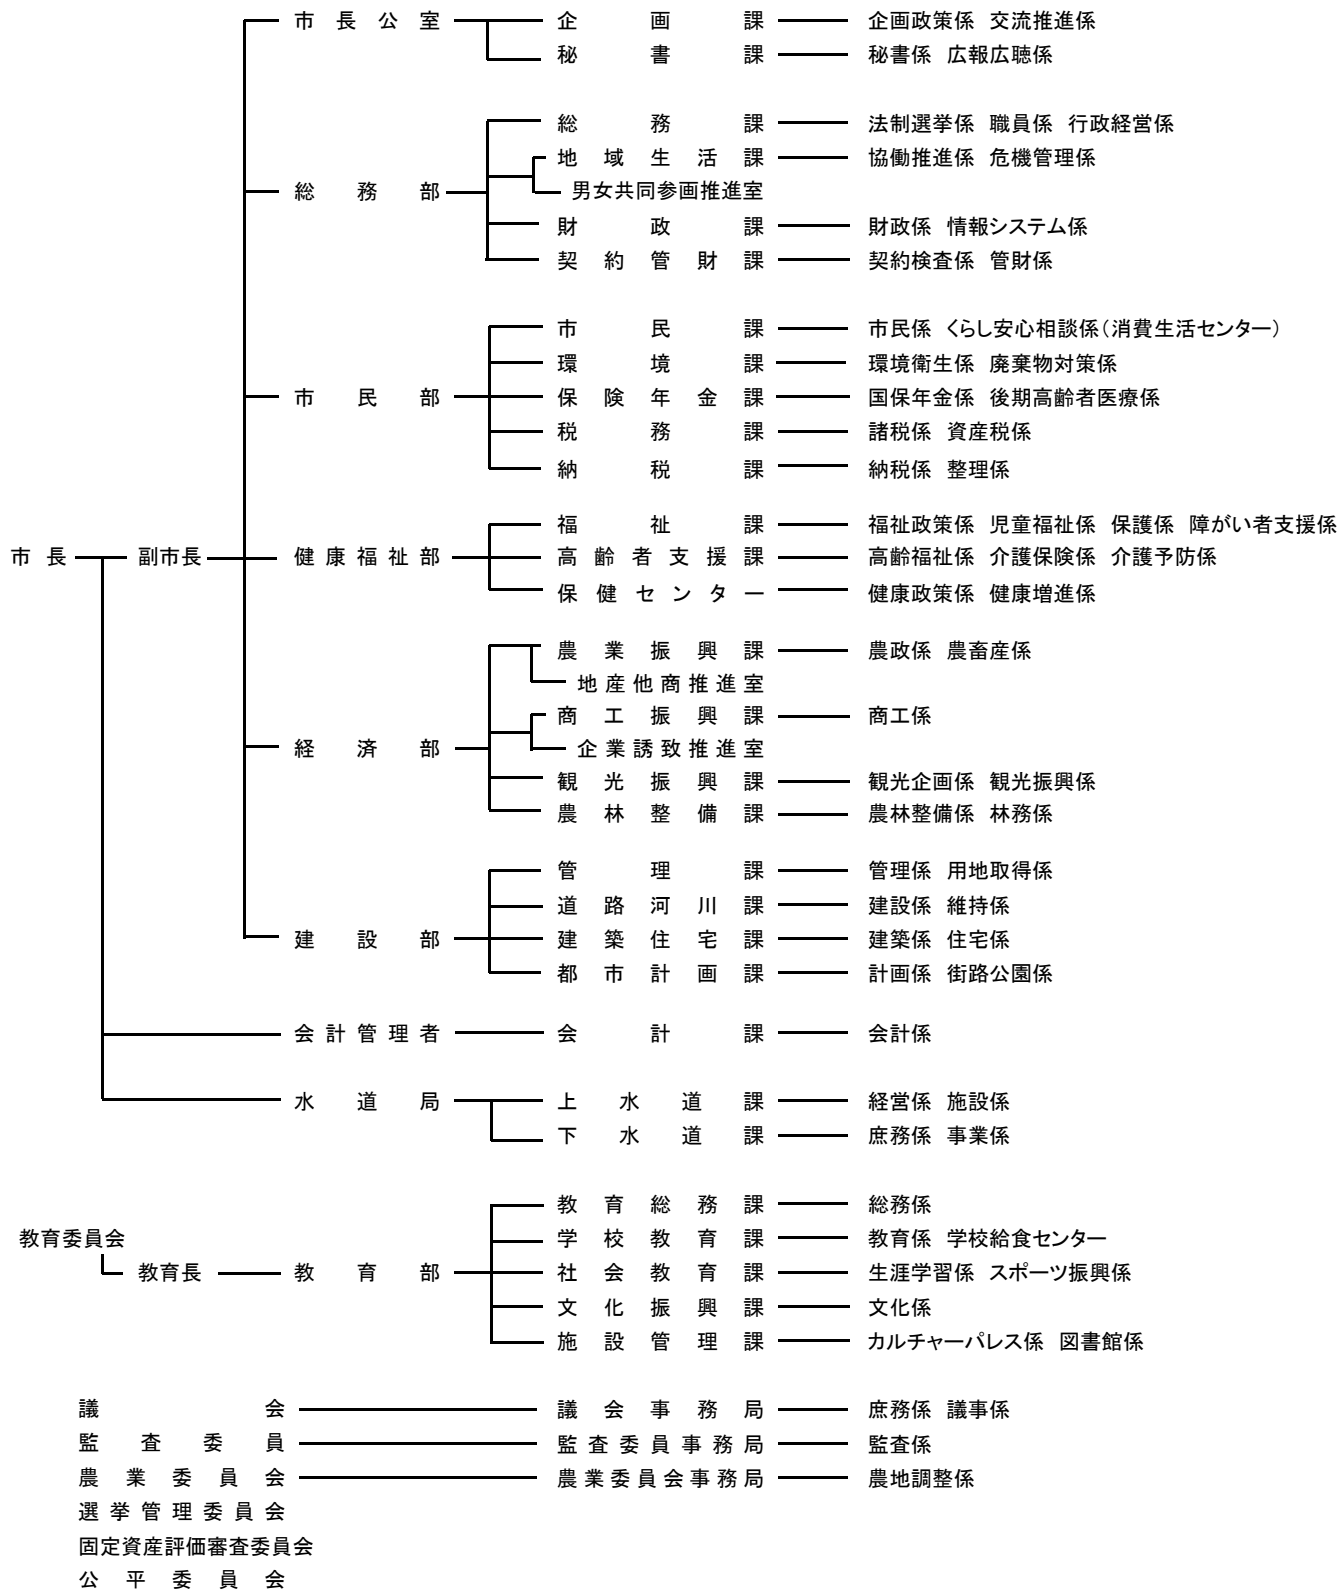 市長公室 企画課 企画政策係 交流推進係
秘書課 秘書係 広報広聴係
総務課 法制選挙係 職員係 行政経営係
地域生活課 協働推進係 危機管理係
総務部 男女共同参画推進室
財政課 財政係 情報システム係
契約管財課 契約検査係 管財係
市民課 市民係 くらし安心相談係(消費生活センター)
環境課 環境衛生係 廃棄物対策係
市民部 保険年金課 国保年金係 後期高齢者医療係
税務課 諸税係 資産税係
納税課 納税係 整理係
福祉課 福祉政策係 児童福祉係 保護係 障がい者支援係
市長 副市長 健康福祉部 高齢者支援課 高齢福祉係 介護保険係 介護予防係
保健センター 健康政策係 健康増進係
農業振興課 農政係 農畜産係
地産他商推進室
商工振興課 商工係
経済部 企業誘致推進室
観光振興課 観光企画係 観光振興係
農林整備課 農林整備係 林務係
管理課 管理係 用地取得係
道路河川課 建設係 維持係
建設部 建築住宅課 建築係 住宅係
都市計画課 計画係 街路公園係
会計管理者 会計課 会計係
水道局 上水道課 経営係 施設係
下水道課 庶務係 事業係
教育総務課 総務係
教育委員会 学校教育課 教育係 学校給食センター
教育長 教育部 社会教育課 生涯学習係 スポーツ振興係
文化振興課 文化係
施設管理課 カルチャーパレス係 図書館係
議会 議会事務局 庶務係 議事係
監査委員 監査委員事務局 監査係
農業委員会 農業委員会事務局 農地調整係
選挙管理委員会
固定資産評価審査委員会
公平委員会